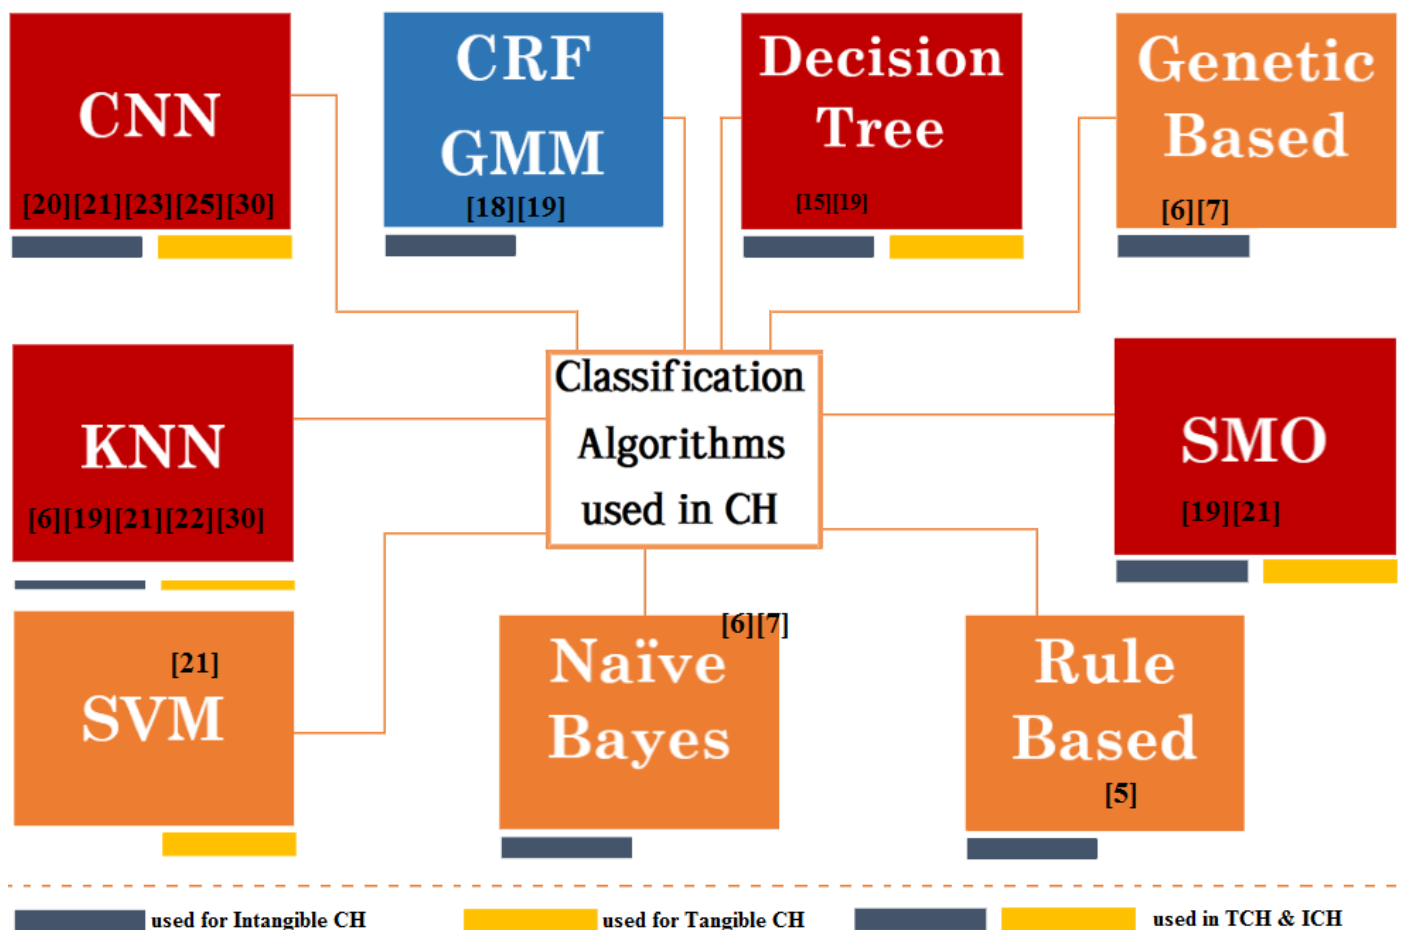 CNN
[20][21][23][25][30]
CRF
GMM
[18][19]
Decision
Tree
[15][19]
Genetic
Based
[6][7]
KNN
[6][19][21][22][30]
Classification
Algorithms
used in CH
SMO
[19][21]
[21]
SVM
[6][7]
Naïve
Bayes
Rule
Based
[5]
used for Intangible CH
used for Tangible CH
used in TCH & ICH